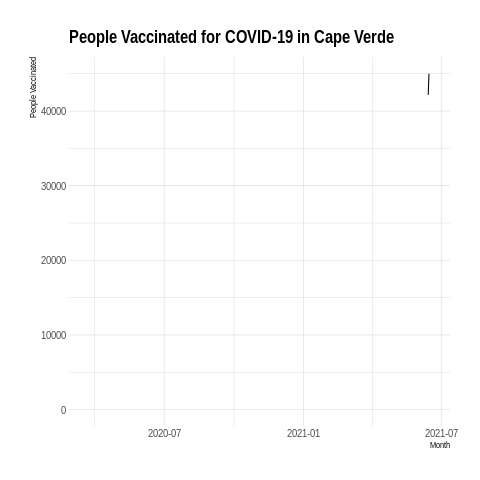 People Vaccinated for COVID-19 in Cape Verde
People Vaccinated
40000
30000
20000
10000
0
2020-07
2021-01
2021-07
Month